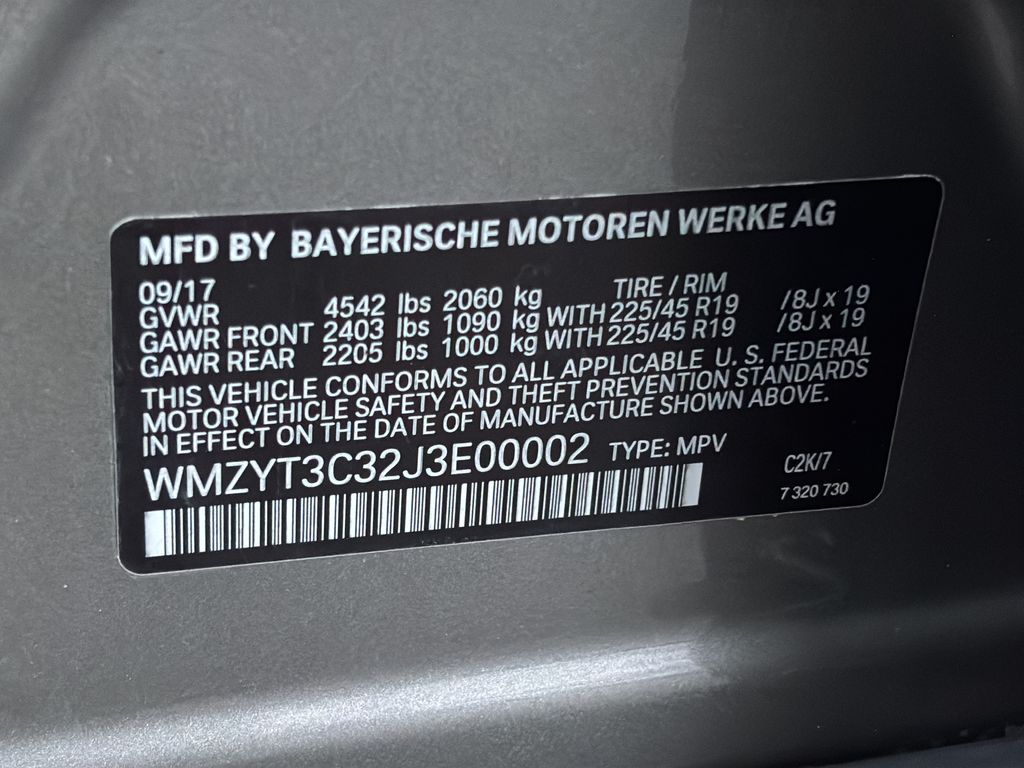 MFD BY BAYERISCHE MOTOREN WERKE AG
09/17 TIRE / RIM
GVWR 4542 lbs 2060 kg
GAWR FRONT 2403 lbs 1090 kg WITH 225/45 R19 /8J x 19
GAWR REAR 2205 lbs 1000 kg WITH 225/45 R19 /8J x 19
THIS VEHICLE CONFORMS TO ALL APPLICABLE U. S. FEDERAL
MOTOR VEHICLE SAFETY AND THEFT PREVENTION STANDARDS
IN EFFECT ON THE DATE OF MANUFACTURE SHOWN ABOVE.
WMZYT3C32J3E00002 TYPE: MPV C2K/7
7 320 730